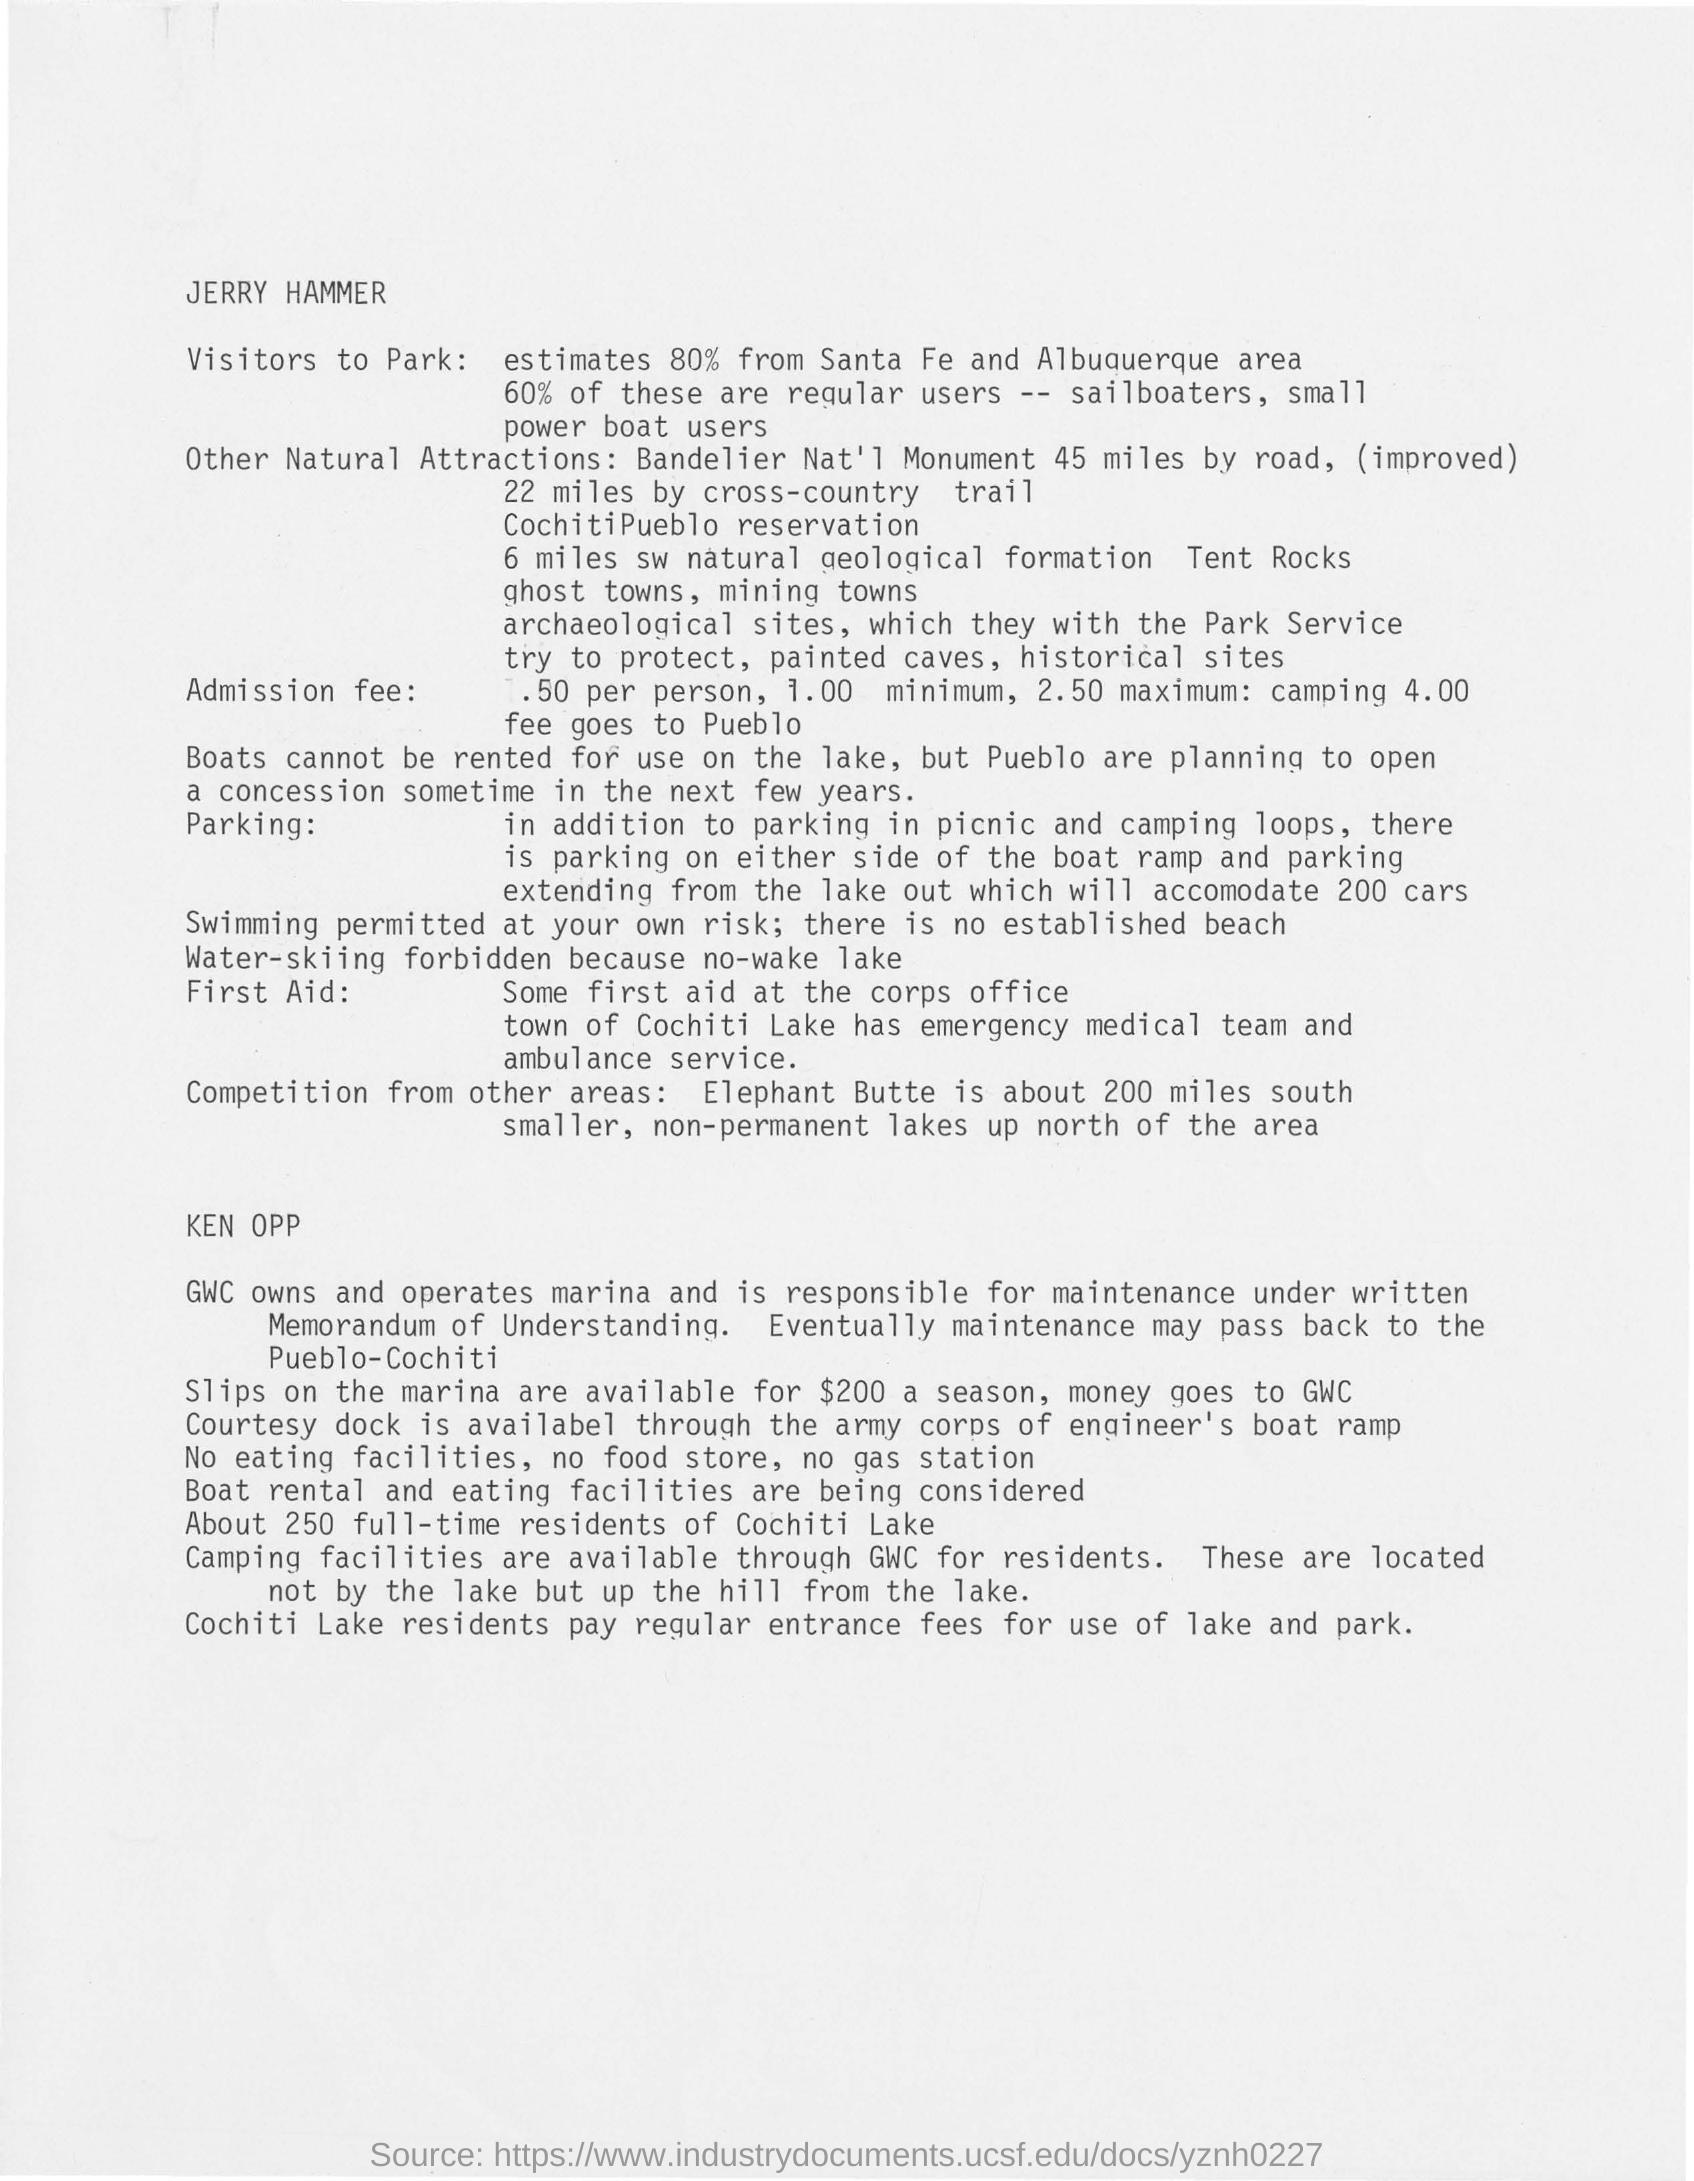 JERRY HAMMER
Visitors to Park: estimates 80% from Santa Fe and Albuquerque area
60% of these are regular users -- sailboaters, small
power boat users
Other Natural Attractions: Bandelier Nat'l Monument 45 miles by road, (improved)
22 miles by cross-country trail
CochitiPueblo reservation
6 miles sw natural geological formation Tent Rocks
ghost towns, mining towns
archaeological sites, which they with the Park Service
try to protect, painted caves, historical sites
Admission fee: .50 per person, 1.00 minimum, 2.50 maximum: camping 4.00
fee goes to Pueblo
Boats cannot be rented for use on the lake, but Pueblo are planning to open
a concession sometime in the next few years.
Parking: in addition to parking in picnic and camping loops, there
is parking on either side of the boat ramp and parking
extending from the lake out which will accomodate 200 cars
Swimming permitted at your own risk; there is no established beach
Water-skiing forbidden because no-wake lake
First Aid: Some first aid at the corps office
town of Cochiti Lake has emergency medical team and
ambulance service.
Competition from other areas: Elephant Butte is about 200 miles south
smaller, non-permanent lakes up north of the area
KEN OPP
GWC owns and operates marina and is responsible for maintenance under written
Memorandum of Understanding. Eventually maintenance may pass back to the
Pueblo-Cochiti
Slips on the marina are available for $200 a season, money goes to GWC
Courtesy dock is availabel through the army corps of engineer's boat ramp
No eating facilities, no food store, no gas station
Boat rental and eating facilities are being considered
About 250 full-time residents of Cochiti Lake
Camping facilities are available through GWC for residents. These are located
not by the lake but up the hill from the lake.
Cochiti Lake residents pay regular entrance fees for use of lake and park.
Source: https://www.industrydocuments.ucsf.edu/docs/yznh0227